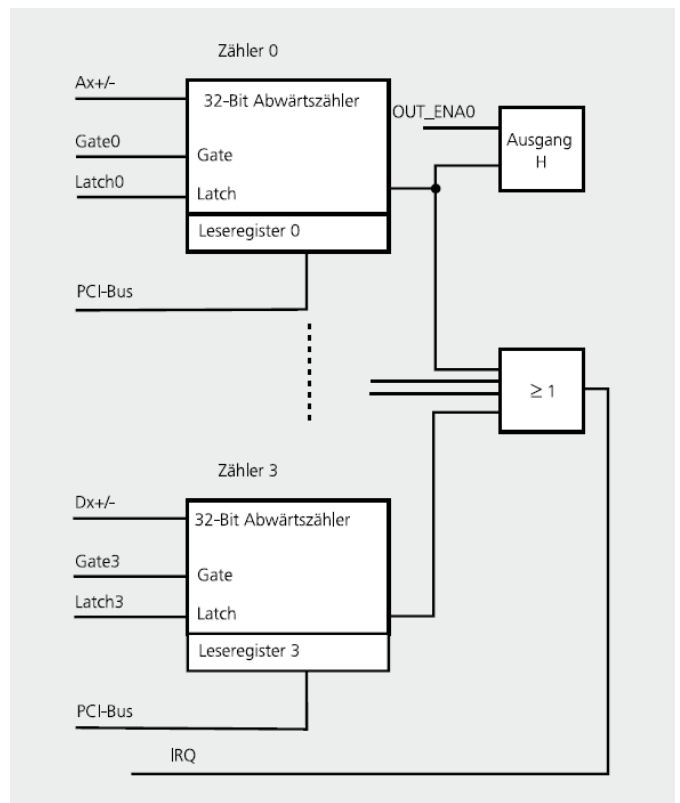 Zähler 0
Ax+/-
32-Bit Abwärtszähler
OUT_ENA0
Gate0
Gate
Ausgang
H
Latch0
Latch
Leseregister 0
PCI-Bus
≥ 1
Zähler 3
Dx+/-
32-Bit Abwärtszähler
Gate3
Gate
Latch3
Latch
Leseregister 3
PCI-Bus
IRQ